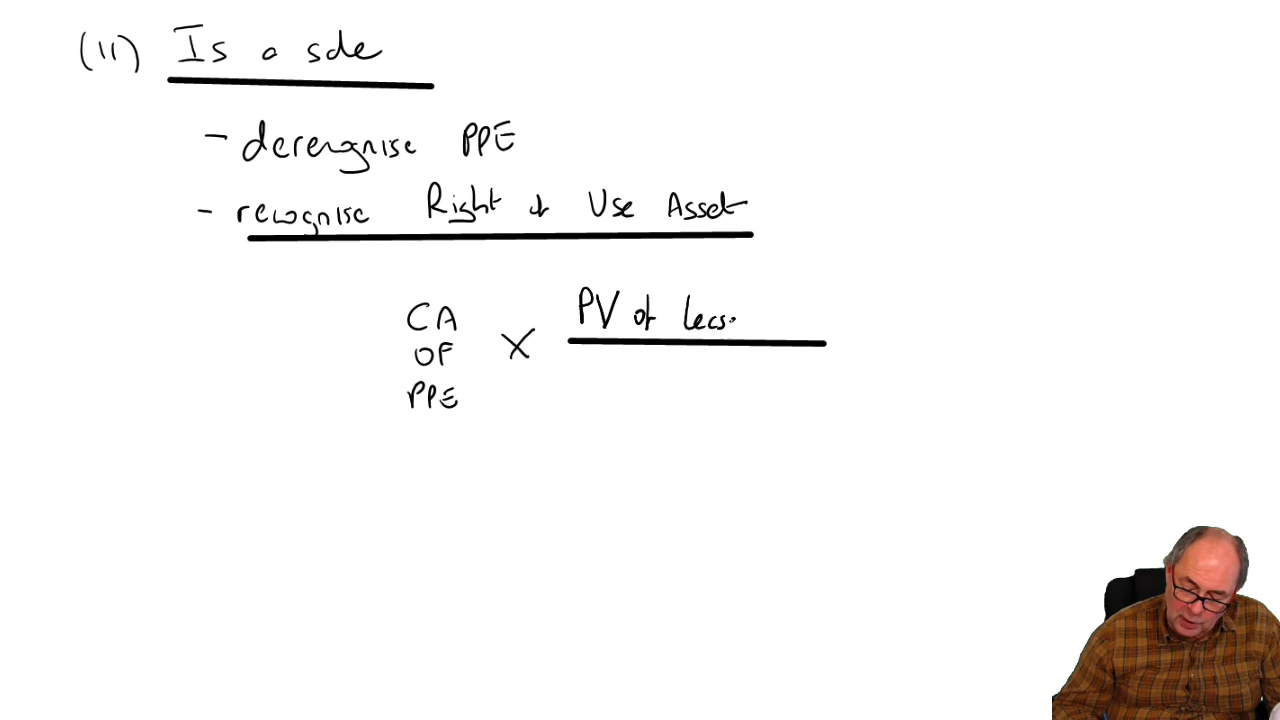 (ii) Is a sale
- derecognise PPE
- recognise Right of Use Asset
CA OF PPE X PV of leas